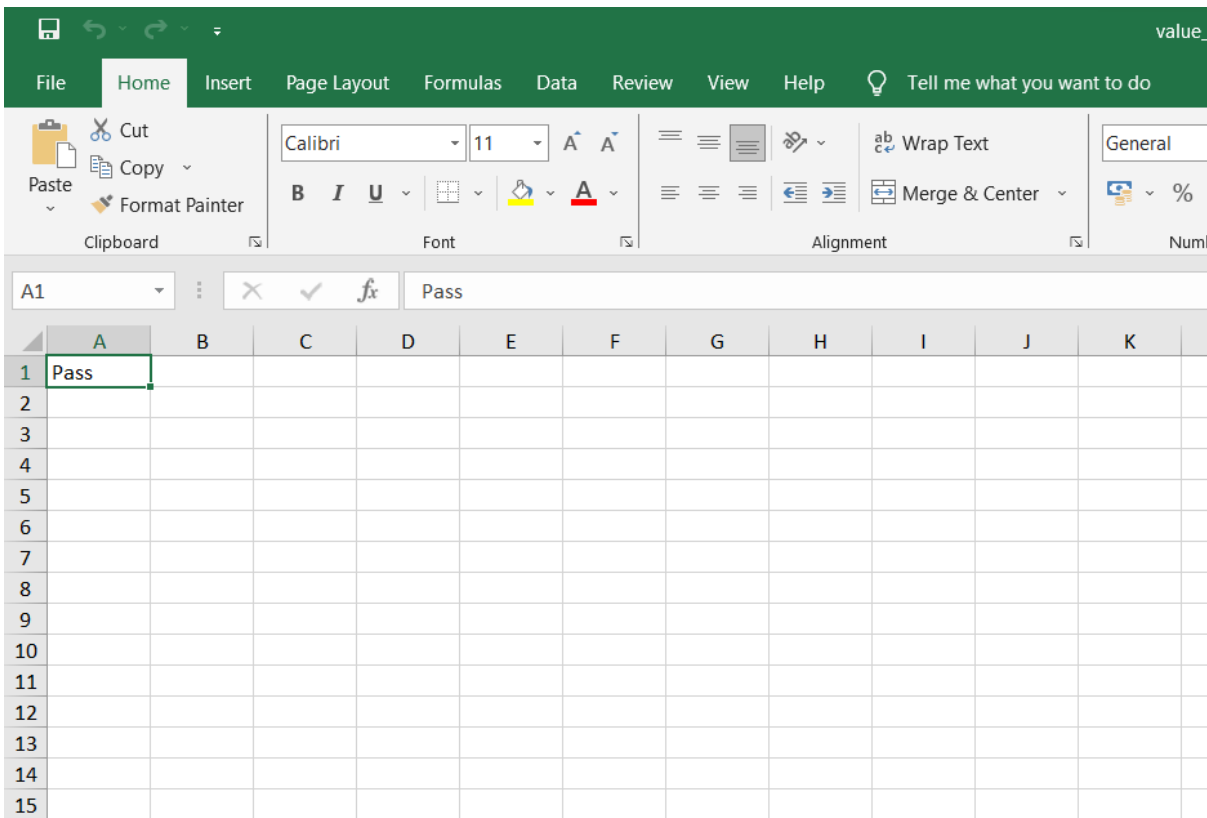 value_
File Home Insert Page Layout Formulas Data Review View Help Tell me what you want to do
Paste
Cut
Copy
Format Painter
Clipboard
Calibri 11 A A
B I U A
Font
ab Wrap Text
Merge & Center
Alignment
General
%
Num
A1 fx Pass
A B C D E F G H I J K
1 Pass
2
3
4
5
6
7
8
9
10
11
12
13
14
15